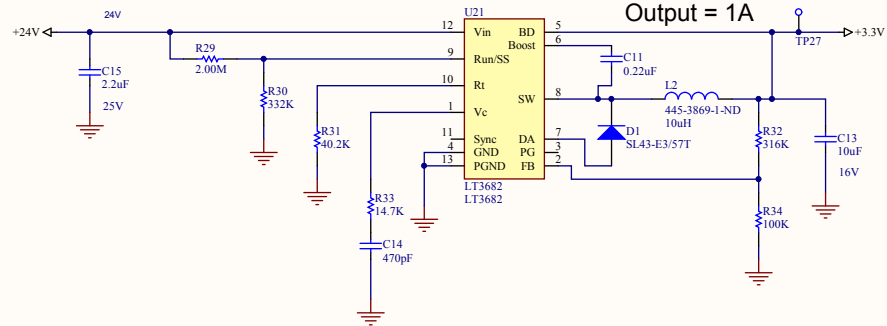 Output = 1A
24V
+24V
U21
12 Vin
BD 5
Boost 6
TP27
+3.3V
R29
2.00M
9 Run/SS
C11
0.22uF
C15
2.2uF
25V
R30
332K
10 Rt
L2
SW 8
445-3869-1-ND
10uH
1 Vc
R31
40.2K
11 Sync
4 GND
13 PGND
DA 7
PG 3
FB 2
D1
SL43-E3/57T
R32
316K
C13
10uF
16V
LT3682
LT3682
R33
14.7K
R34
100K
C14
470pF